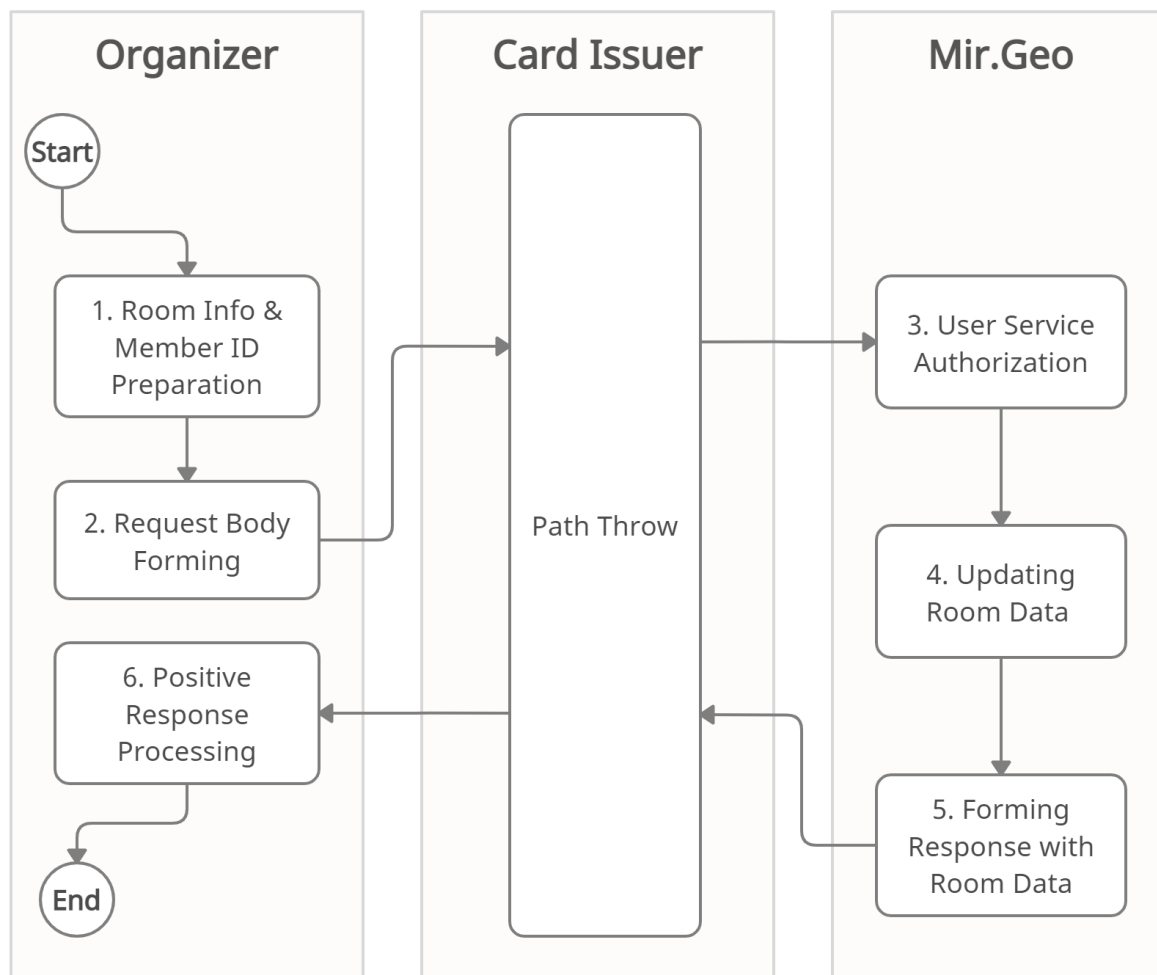 Organizer
Start
1. Room Info &
Member ID
Preparation
2. Request Body
Forming
6. Positive
Response
Processing
End
Card Issuer
Path Throw
Mir.Geo
3. User Service
Authorization
4. Updating
Room Data
5. Forming
Response with
Room Data